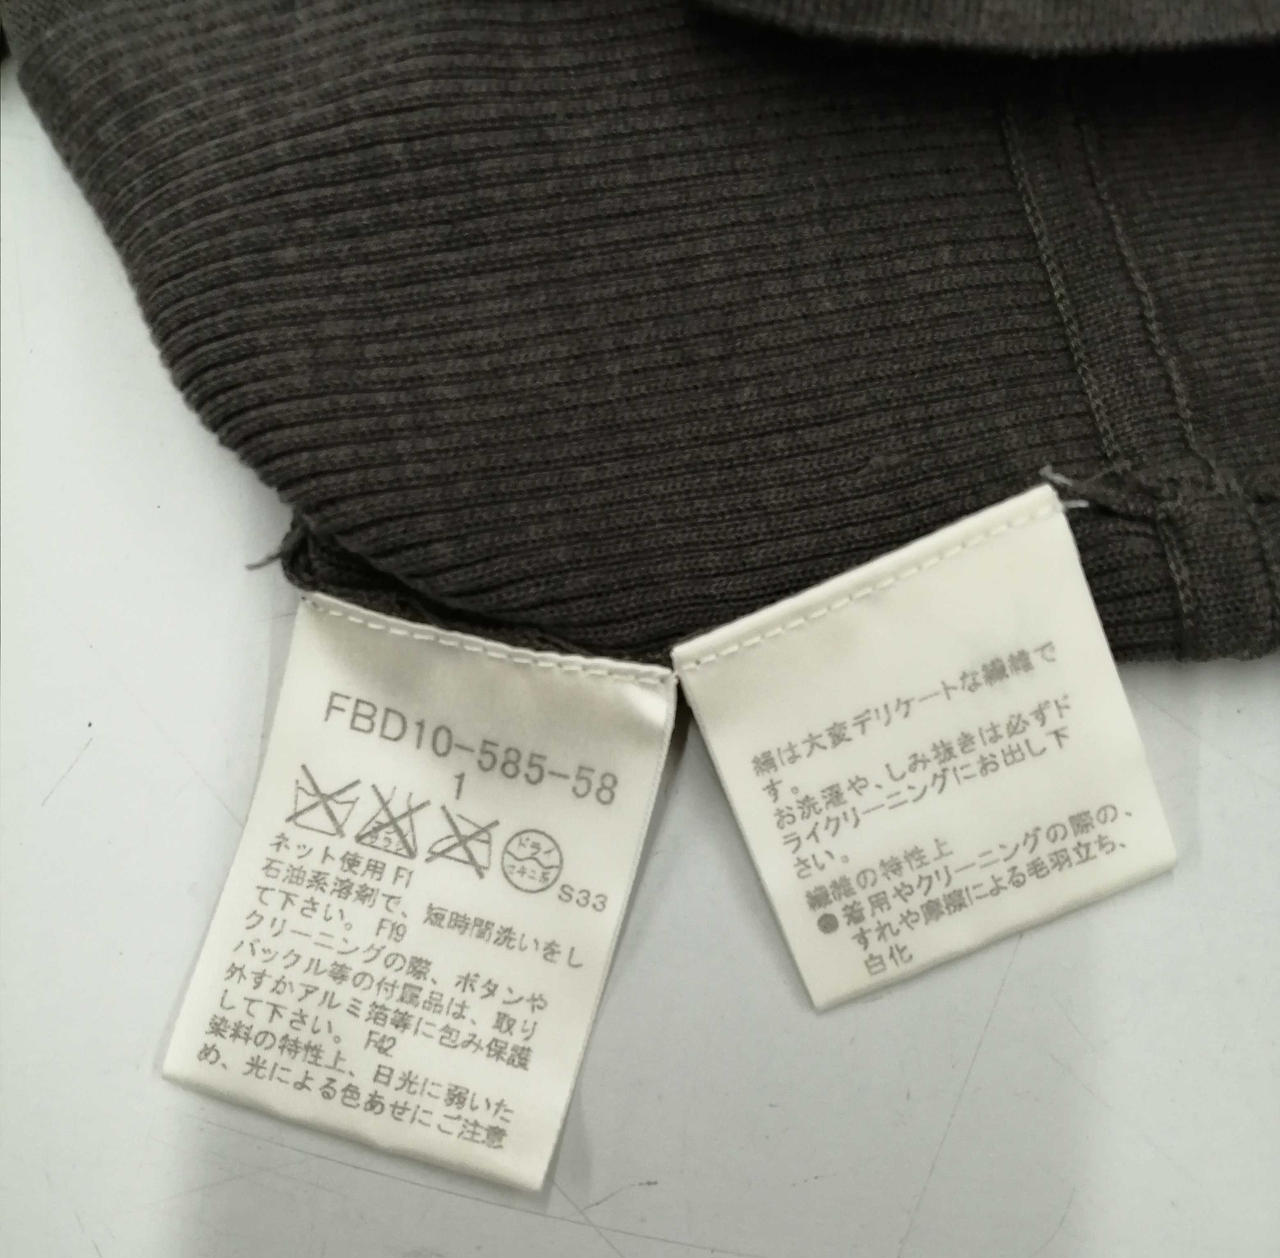 FBD10-585-58
1
ドライ
セキユ系
S33
ネット使用 F1
石油系溶剤で、短時間洗いをし
て下さい。 F19
クリーニングの際、ボタンや
バックル等の付属品は、取り
外すかアルミ箔等に包み保護
して下さい。 F42
染料の特性上、日光に弱いた
め、光による色あせにご注意
絹は大変デリケートな繊維で
す。
お洗濯や、しみ抜きは必ずド
ライクリーニングにお出し下
さい。
繊維の特性上
●着用やクリーニングの際の、
すれや摩擦による毛羽立ち、
白化